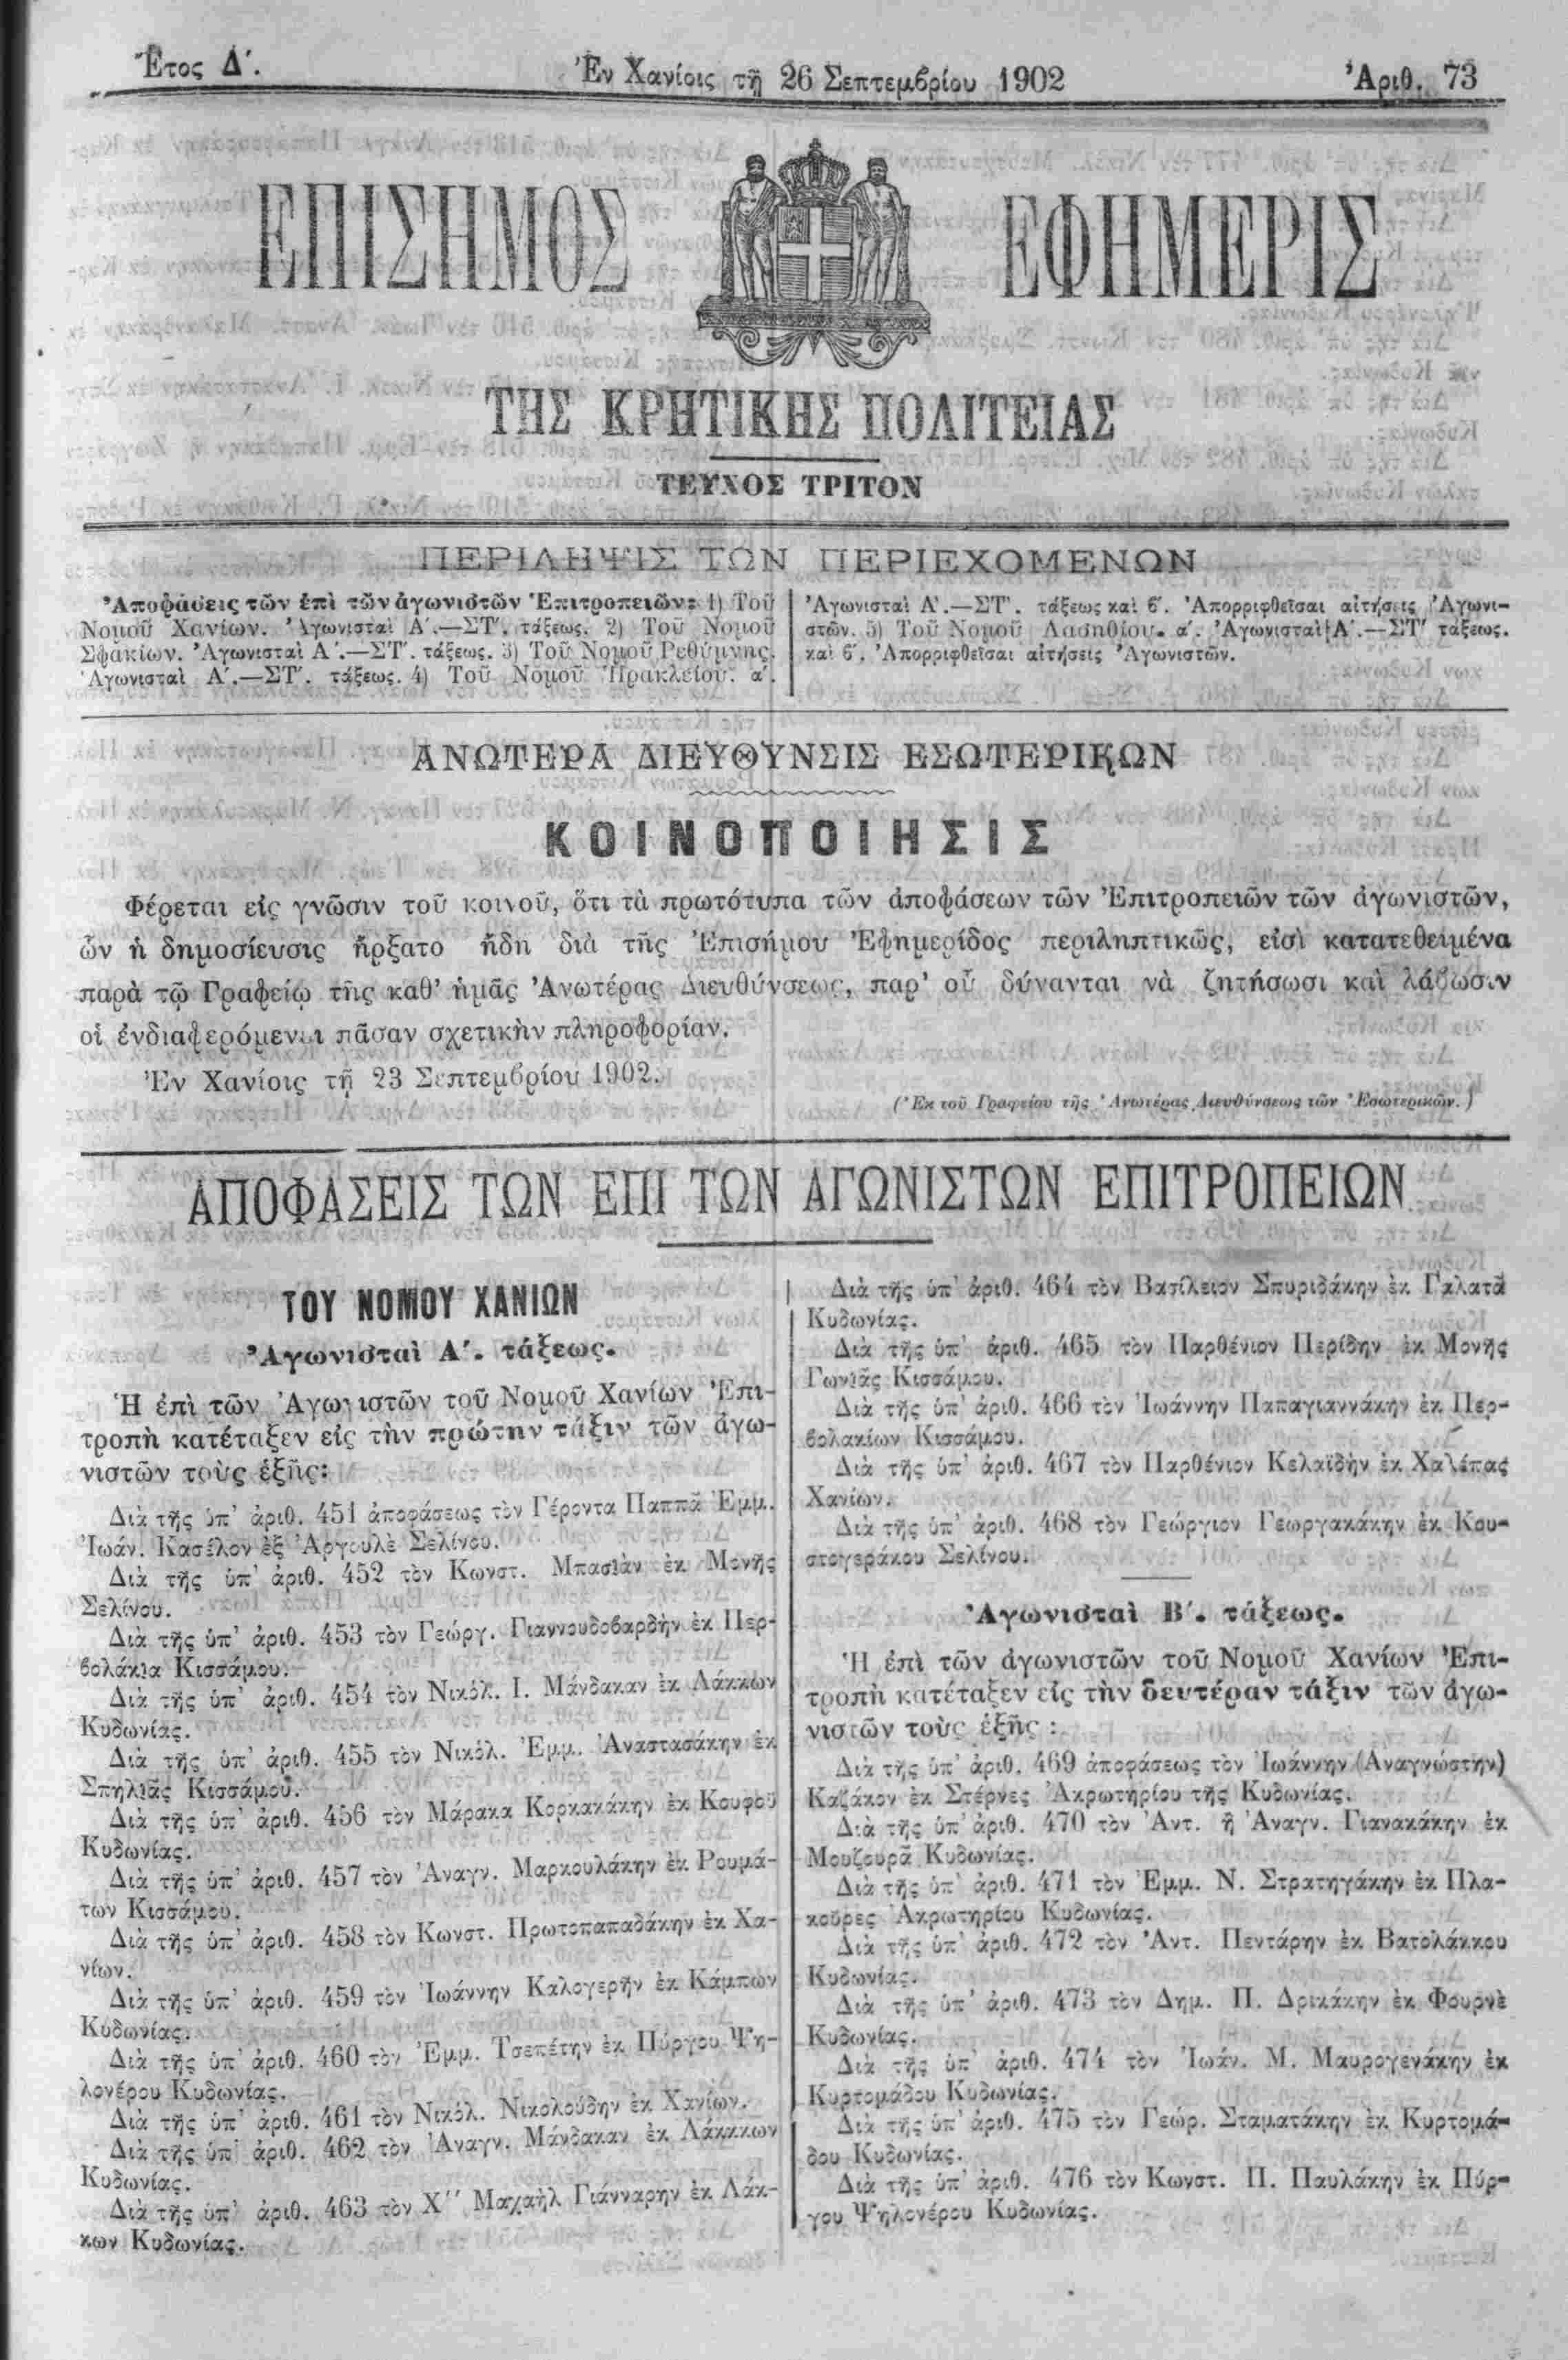 Ἔτος Δ΄.
Ἐν Χανίοις τῇ 26 Σεπτεμβρίου 1902
Ἀριθ. 73
ΕΠΙΣΗΜΟΣ ΕΦΗΜΕΡΙΣ
ΤΗΣ ΚΡΗΤΙΚΗΣ ΠΟΛΙΤΕΙΑΣ
ΤΕΥΧΟΣ ΤΡΙΤΟΝ
ΠΕΡΙΛΗΨΙΣ ΤΩΝ ΠΕΡΙΕΧΟΜΕΝΩΝ
Ἀποφάσεις τῶν ἐπὶ τῶν ἀγωνιστῶν Ἐπιτροπειῶν: 1) Τοῦ
Νομοῦ Χανίων. Ἀγωνισταὶ Α΄.—ΣΤ΄. τάξεως. 2) Τοῦ Νομοῦ
Σφακίων. Ἀγωνισταὶ Α΄.—ΣΤ΄. τάξεως. 3) Τοῦ Νομοῦ Ρεθύμνης.
Ἀγωνισταὶ Α΄.—ΣΤ΄. τάξεως. 4) Τοῦ Νομοῦ Ἡρακλείου. α΄.
Ἀγωνισταὶ Α΄.—ΣΤ΄. τάξεως καὶ β΄. Ἀπορριφθεῖσαι αἰτήσεις Ἀγωνι-
στῶν. 5) Τοῦ Νομοῦ Λασηθίου. α΄. Ἀγωνισταὶ Α΄.—ΣΤ΄ τάξεως.
καὶ β΄. Ἀπορριφθεῖσαι αἰτήσεις Ἀγωνιστῶν.
ΑΝΩΤΕΡΑ ΔΙΕΥΘΥΝΣΙΣ ΕΣΩΤΕΡΙΚΩΝ
ΚΟΙΝΟΠΟΙΗΣΙΣ
Φέρεται εἰς γνῶσιν τοῦ κοινοῦ, ὅτι τὰ πρωτότυπα τῶν ἀποφάσεων τῶν Ἐπιτροπειῶν τῶν ἀγωνιστῶν,
ὧν ἡ δημοσίευσις ἤρξατο ἤδη διὰ τῆς Ἐπισήμου Ἐφημερίδος περιληπτικῶς, εἰσὶ κατατεθειμένα
παρὰ τῷ Γραφείῳ τῆς καθ' ἡμᾶς Ἀνωτέρας Διευθύνσεως, παρ' οὗ δύνανται νὰ ζητήσωσι καὶ λάβωσιν
οἱ ἐνδιαφερόμενοι πᾶσαν σχετικὴν πληροφορίαν.
Ἐν Χανίοις τῇ 23 Σεπτεμβρίου 1902.
(Ἐκ τοῦ Γραφείου τῆς Ἀνωτέρας Διευθύνσεως τῶν Ἐσωτερικῶν.)
ΑΠΟΦΑΣΕΙΣ ΤΩΝ ΕΠΙ ΤΩΝ ΑΓΩΝΙΣΤΩΝ ΕΠΙΤΡΟΠΕΙΩΝ
ΤΟΥ ΝΟΜΟΥ ΧΑΝΙΩΝ
Ἀγωνισταὶ Α΄. τάξεως.
Ἡ ἐπὶ τῶν Ἀγωνιστῶν τοῦ Νομοῦ Χανίων Ἐπι-
τροπὴ κατέταξεν εἰς τὴν πρώτην τάξιν τῶν ἀγω-
νιστῶν τοὺς ἑξῆς:
Διὰ τῆς ὑπ' ἀριθ. 451 ἀποφάσεως τὸν Γέροντα Παππᾶ Ἐμμ.
Ἰωάν. Κασέλον ἐξ Ἀργουλὲ Σελίνου.
Διὰ τῆς ὑπ' ἀριθ. 452 τὸν Κωνστ. Μπασιὰν ἐκ Μονῆς
Σελίνου.
Διὰ τῆς ὑπ' ἀριθ. 453 τὸν Γεώργ. Γιαννουδοβαρδὴν ἐκ Περ-
βολάκια Κισσάμου.
Διὰ τῆς ὑπ' ἀριθ. 454 τὸν Νικόλ. Ι. Μάνδακαν ἐκ Λάκκων
Κυδωνίας.
Διὰ τῆς ὑπ' ἀριθ. 455 τὸν Νικόλ. Ἐμμ. Ἀναστασάκην ἐκ
Σπηλιᾶς Κισσάμου.
Διὰ τῆς ὑπ' ἀριθ. 456 τὸν Μάρακα Κορκακάκην ἐκ Κουφοῦ
Κυδωνίας.
Διὰ τῆς ὑπ' ἀριθ. 457 τὸν Ἀναγν. Μαρκουλάκην ἐκ Ρουμά-
των Κισσάμου.
Διὰ τῆς ὑπ' ἀριθ. 458 τὸν Κωνστ. Πρωτοπαπαδάκην ἐκ Χα-
νίων.
Διὰ τῆς ὑπ' ἀριθ. 459 τὸν Ἰωάννην Καλογερῆν ἐκ Κάμπων
Κυδωνίας.
Διὰ τῆς ὑπ' ἀριθ. 460 τὸν Ἐμμ. Τσεπέτην ἐκ Πύργου Ψη-
λονέρου Κυδωνίας.
Διὰ τῆς ὑπ' ἀριθ. 461 τὸν Νικόλ. Νικολούδην ἐκ Χανίων.
Διὰ τῆς ὑπ' ἀριθ. 462 τὸν Ἀναγν. Μάνδακαν ἐκ Λάκκκων
Κυδωνίας.
Διὰ τῆς ὑπ' ἀριθ. 463 τὸν Χ΄΄ Μαχαὴλ Γιάνναρην ἐκ Λάκ-
κων Κυδωνίας.
Διὰ τῆς ὑπ' ἀριθ. 464 τὸν Βασίλειον Σπυριδάκην ἐκ Γαλατᾶ
Κυδωνίας.
Διὰ τῆς ὑπ' ἀριθ. 465 τὸν Παρθένιον Περίδην ἐκ Μονῆς
Γωνιᾶς Κισσάμου.
Διὰ τῆς ὑπ' ἀριθ. 466 τὸν Ἰωάννην Παπαγιαννάκην ἐκ Περ-
βολακίων Κισσάμου.
Διὰ τῆς ὑπ' ἀριθ. 467 τὸν Παρθένιον Κελαϊδὴν ἐκ Χαλέπας
Χανίων.
Διὰ τῆς ὑπ' ἀριθ. 468 τὸν Γεώργιον Γεωργακάκην ἐκ Κου-
στογεράκου Σελίνου.
Ἀγωνισταὶ Β΄. τάξεως.
Ἡ ἐπὶ τῶν ἀγωνιστῶν τοῦ Νομοῦ Χανίων Ἐπι-
τροπὴ κατέταξεν εἰς τὴν δευτέραν τάξιν τῶν ἀγω-
νιστῶν τοὺς ἑξῆς :
Διὰ τῆς ὑπ' ἀριθ. 469 ἀποφάσεως τὸν Ἰωάννην (Αναγνώστην)
Καζάκον ἐκ Στέρνες Ἀκρωτηρίου τῆς Κυδωνίας.
Διὰ τῆς ὑπ' ἀριθ. 470 τὸν Ἀντ. ἢ Ἀναγν. Γιανακάκην ἐκ
Μουζουρᾶ Κυδωνίας.
Διὰ τῆς ὑπ' ἀριθ. 471 τὸν Ἐμμ. Ν. Στρατηγάκην ἐκ Πλα-
κοῦρες Ἀκρωτηρίου Κυδωνίας.
Διὰ τῆς ὑπ' ἀριθ. 472 τὸν Ἀντ. Πεντάρην ἐκ Βατολάκκου
Κυδωνίας.
Διὰ τῆς ὑπ' ἀριθ. 473 τὸν Δημ. Π. Δρικάκην ἐκ Φουρνὲ
Κυδωνίας.
Διὰ τῆς ὑπ' ἀριθ. 474 τὸν Ἰωάν. Μ. Μαυρογενάκην ἐκ
Κυρτομάδου Κυδωνίας.
Διὰ τῆς ὑπ' ἀριθ. 475 τὸν Γεώρ. Σταματάκην ἐκ Κυρτομά-
δου Κυδωνίας.
Διὰ τῆς ὑπ' ἀριθ. 476 τὸν Κωνστ. Π. Παυλάκην ἐκ Πύρ-
γου Ψηλονέρου Κυδωνίας.